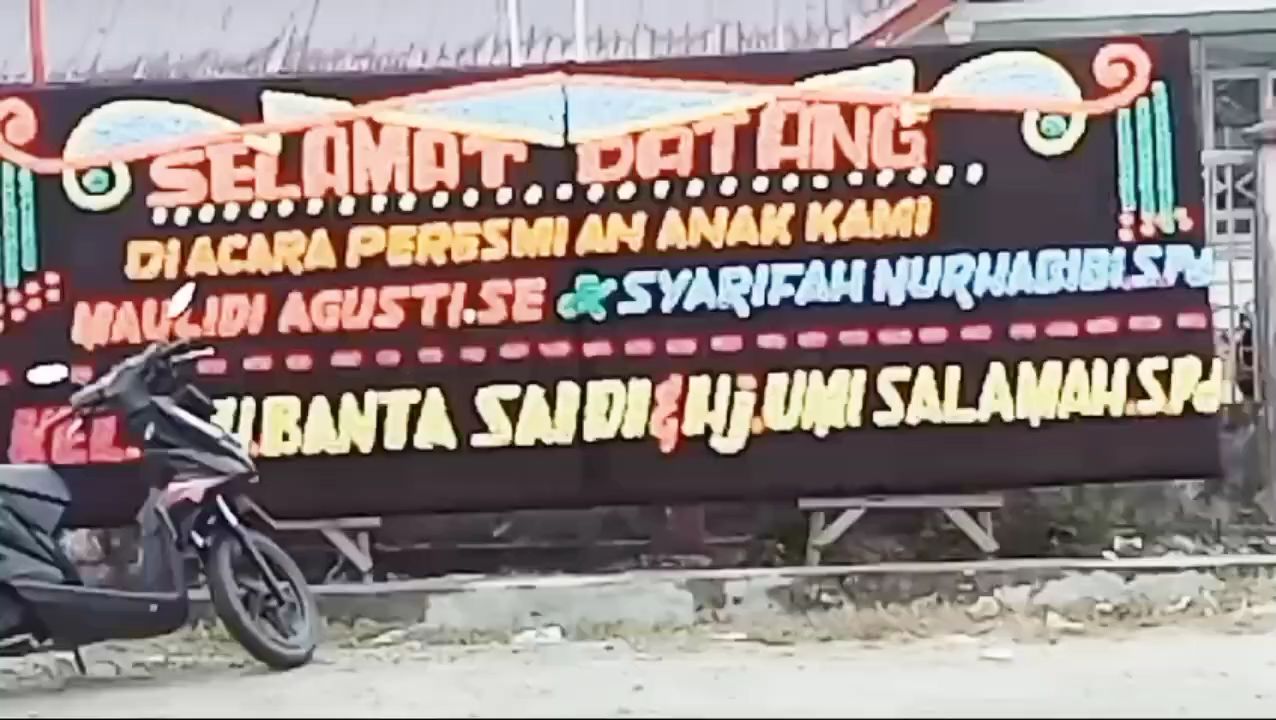 SELAMAT DATANG
DI ACARA PERESMIAN ANAK KAMI
MAULIDI AGUSTI.SE & SYARIFAH NURHABIBI.S.Pd
KEL. H.BANTA SAIDI & Hj.UMI SALAMAH.S.Pd